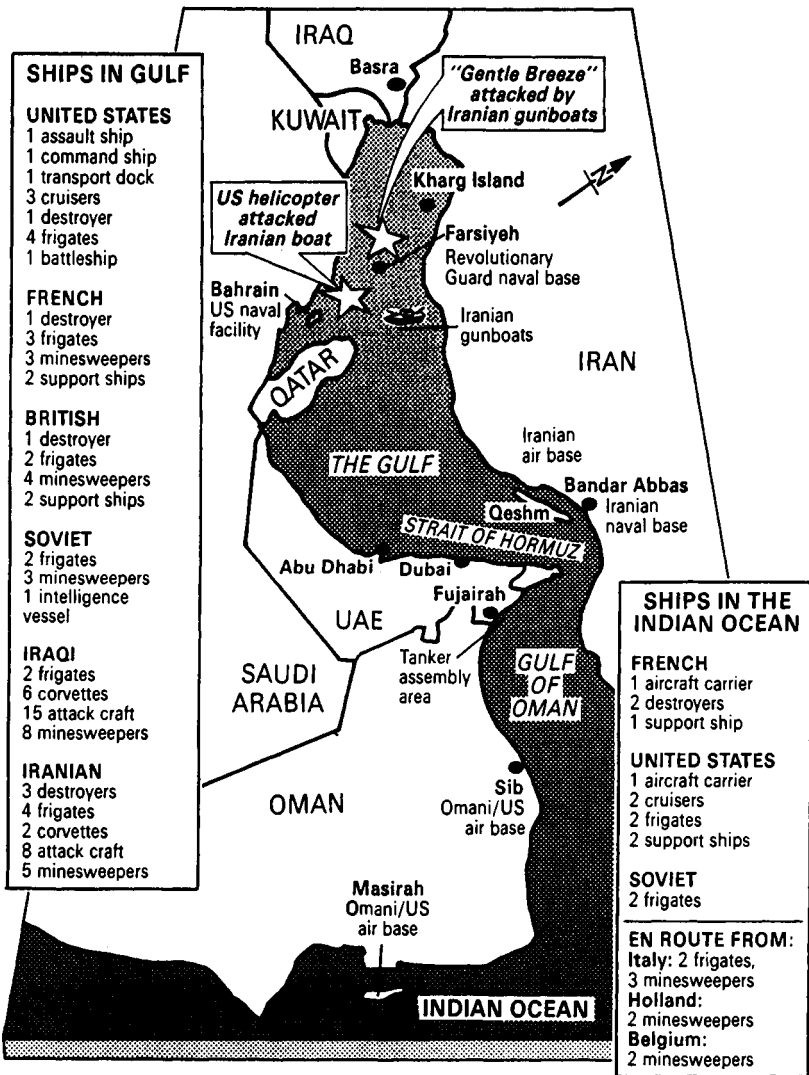 SHIPS IN GULF
UNITED STATES
1 assault ship
1 command ship
1 transport dock
3 cruisers
1 destroyer
4 frigates
1 battleship
FRENCH
1 destroyer
3 frigates
3 minesweepers
2 support ships
BRITISH
1 destroyer
2 frigates
4 minesweepers
2 support ships
SOVIET
2 frigates
3 minesweepers
1 intelligence
vessel
IRAQI
2 frigates
6 corvettes
15 attack craft
8 minesweepers
IRANIAN
3 destroyers
4 frigates
2 corvettes
8 attack craft
5 minesweepers
IRAQ
Basra
KUWAIT
"Gentle Breeze"
attacked by
Iranian gunboats
Kharg Island
N
US helicopter
attacked
Iranian boat
Farsiyeh
Revolutionary
Guard naval base
Bahrain
US naval
facility
Iranian
gunboats
QATAR
IRAN
THE GULF
Iranian
air base
Bandar Abbas
Iranian
naval base
Qeshm
STRAIT OF HORMUZ
Abu Dhabi
Dubai
Fujairah
UAE
Tanker
assembly
area
SAUDI
ARABIA
GULF
OF
OMAN
OMAN
Sib
Omani/US
air base
Masirah
Omani/US
air base
INDIAN OCEAN
SHIPS IN THE
INDIAN OCEAN
FRENCH
1 aircraft carrier
2 destroyers
1 support ship
UNITED STATES
1 aircraft carrier
2 cruisers
2 frigates
2 support ships
SOVIET
2 frigates
EN ROUTE FROM:
Italy: 2 frigates,
3 minesweepers
Holland:
2 minesweepers
Belgium:
2 minesweepers